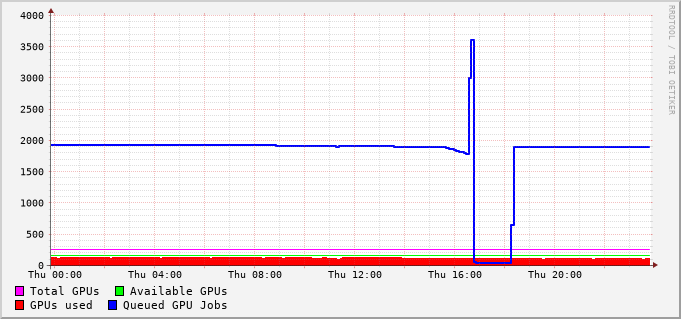 4000
3500
3000
2500
2000
1500
1000
500
0
Thu 00:00 Thu 04:00 Thu 08:00 Thu 12:00 Thu 16:00 Thu 20:00
Total GPUs Available GPUs
GPUs used Queued GPU Jobs
RRDTOOL / TOBI OETIKER